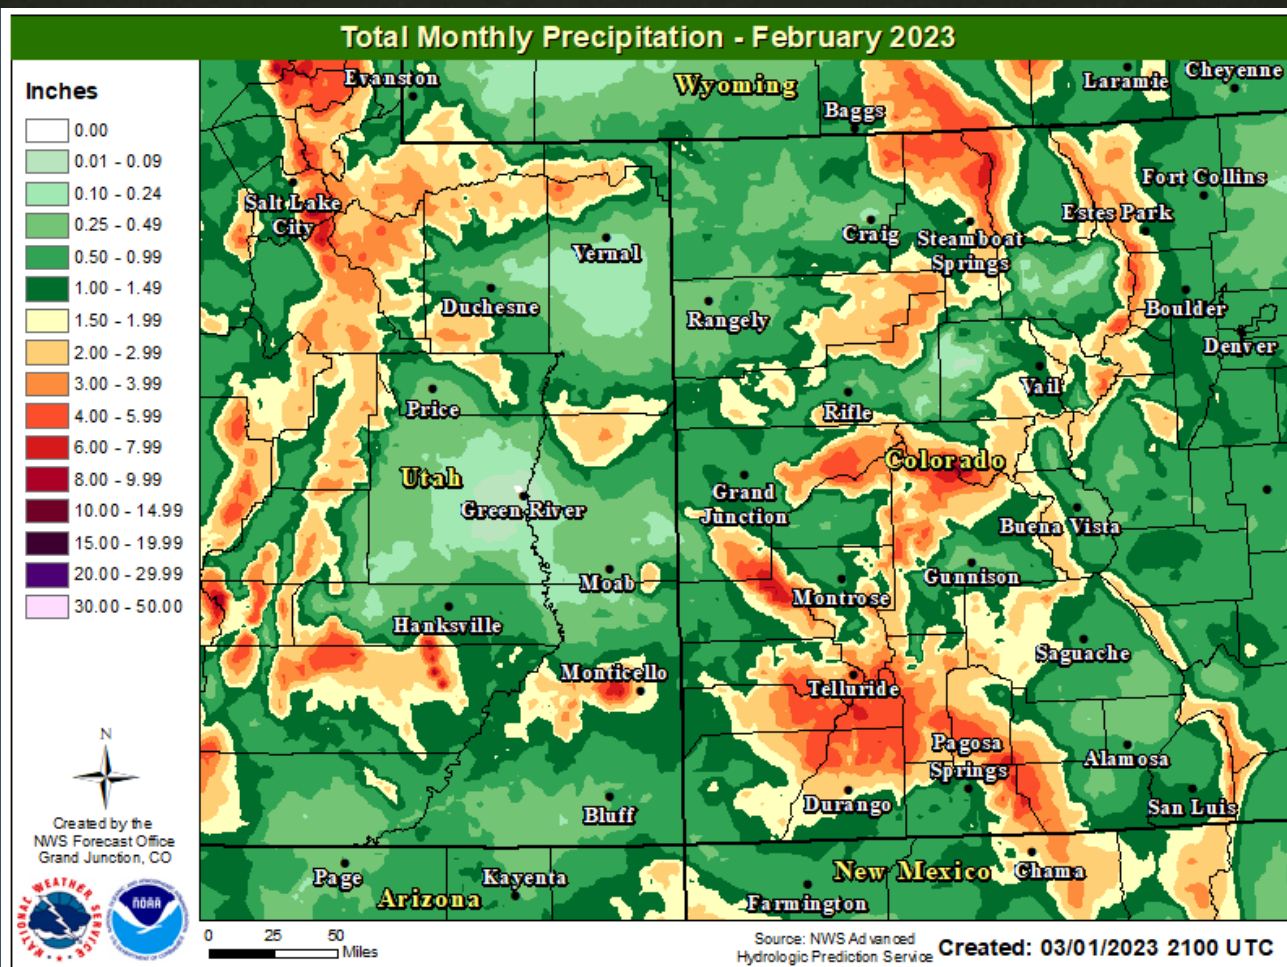 Total Monthly Precipitation - February 2023
Inches
0.00
0.01 - 0.09
0.10 - 0.24
0.25 - 0.49
0.50 - 0.99
1.00 - 1.49
1.50 - 1.99
2.00 - 2.99
3.00 - 3.99
4.00 - 5.99
6.00 - 7.99
8.00 - 9.99
10.00 - 14.99
15.00 - 19.99
20.00 - 29.99
30.00 - 50.00
N
Created by the
NWS Forecast Office
Grand Junction, CO
NATIONAL WEATHER SERVICE
NOAA
Evanston
Wyoming
Baggs
Laramie
Cheyenne
Salt Lake
City
Vernal
Duchesne
Craig
Steamboat
Springs
Fort Collins
Estes Park
Rangely
Boulder
Denver
Price
Rifle
Vail
Utah
Colorado
Green River
Grand
Junction
Buena Vista
Moab
Gunnison
Montrose
Hanksville
Monticello
Saguache
Telluride
Pagosa
Springs
Alamosa
Bluff
Durango
San Luis
Page
Kayenta
Arizona
New Mexico
Chama
Farmington
0 25 50
Miles
Source: NWS Advanced
Hydrologic Prediction Service
Created: 03/01/2023 2100 UTC